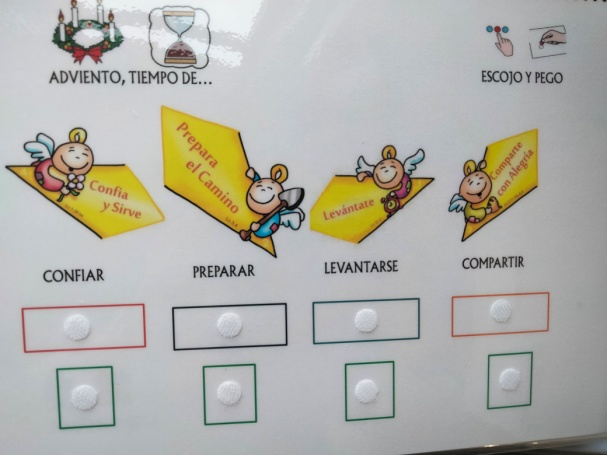 ADVIENTO, TIEMPO DE...
ESCOJO Y PEGO
Confía
y Sirve
Prepara
el Camino
Levántate
Comparte
con Alegría
CONFIAR
PREPARAR
LEVANTARSE
COMPARTIR